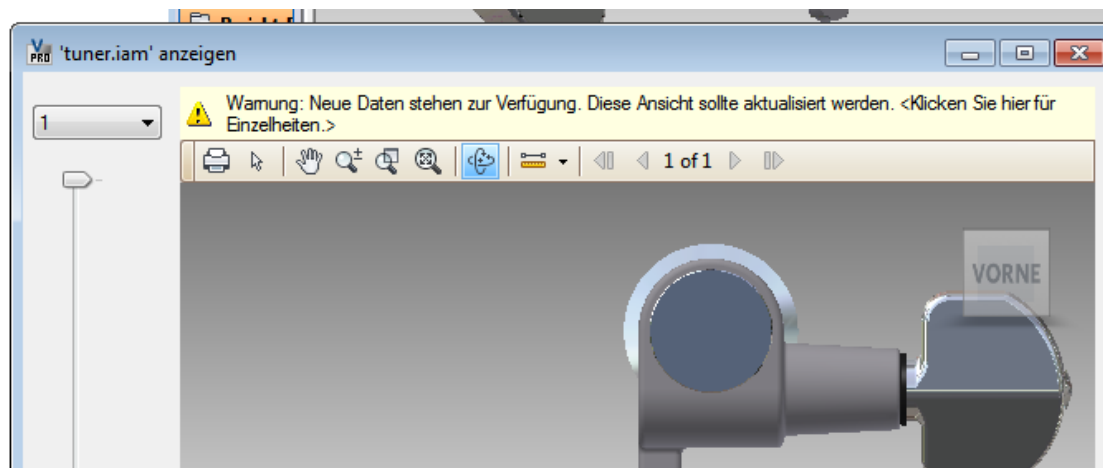 V
PRO 'tuner.iam' anzeigen
1
Warnung: Neue Daten stehen zur Verfügung. Diese Ansicht sollte aktualisiert werden. <Klicken Sie hier für
Einzelheiten.>
1 of 1
VORNE